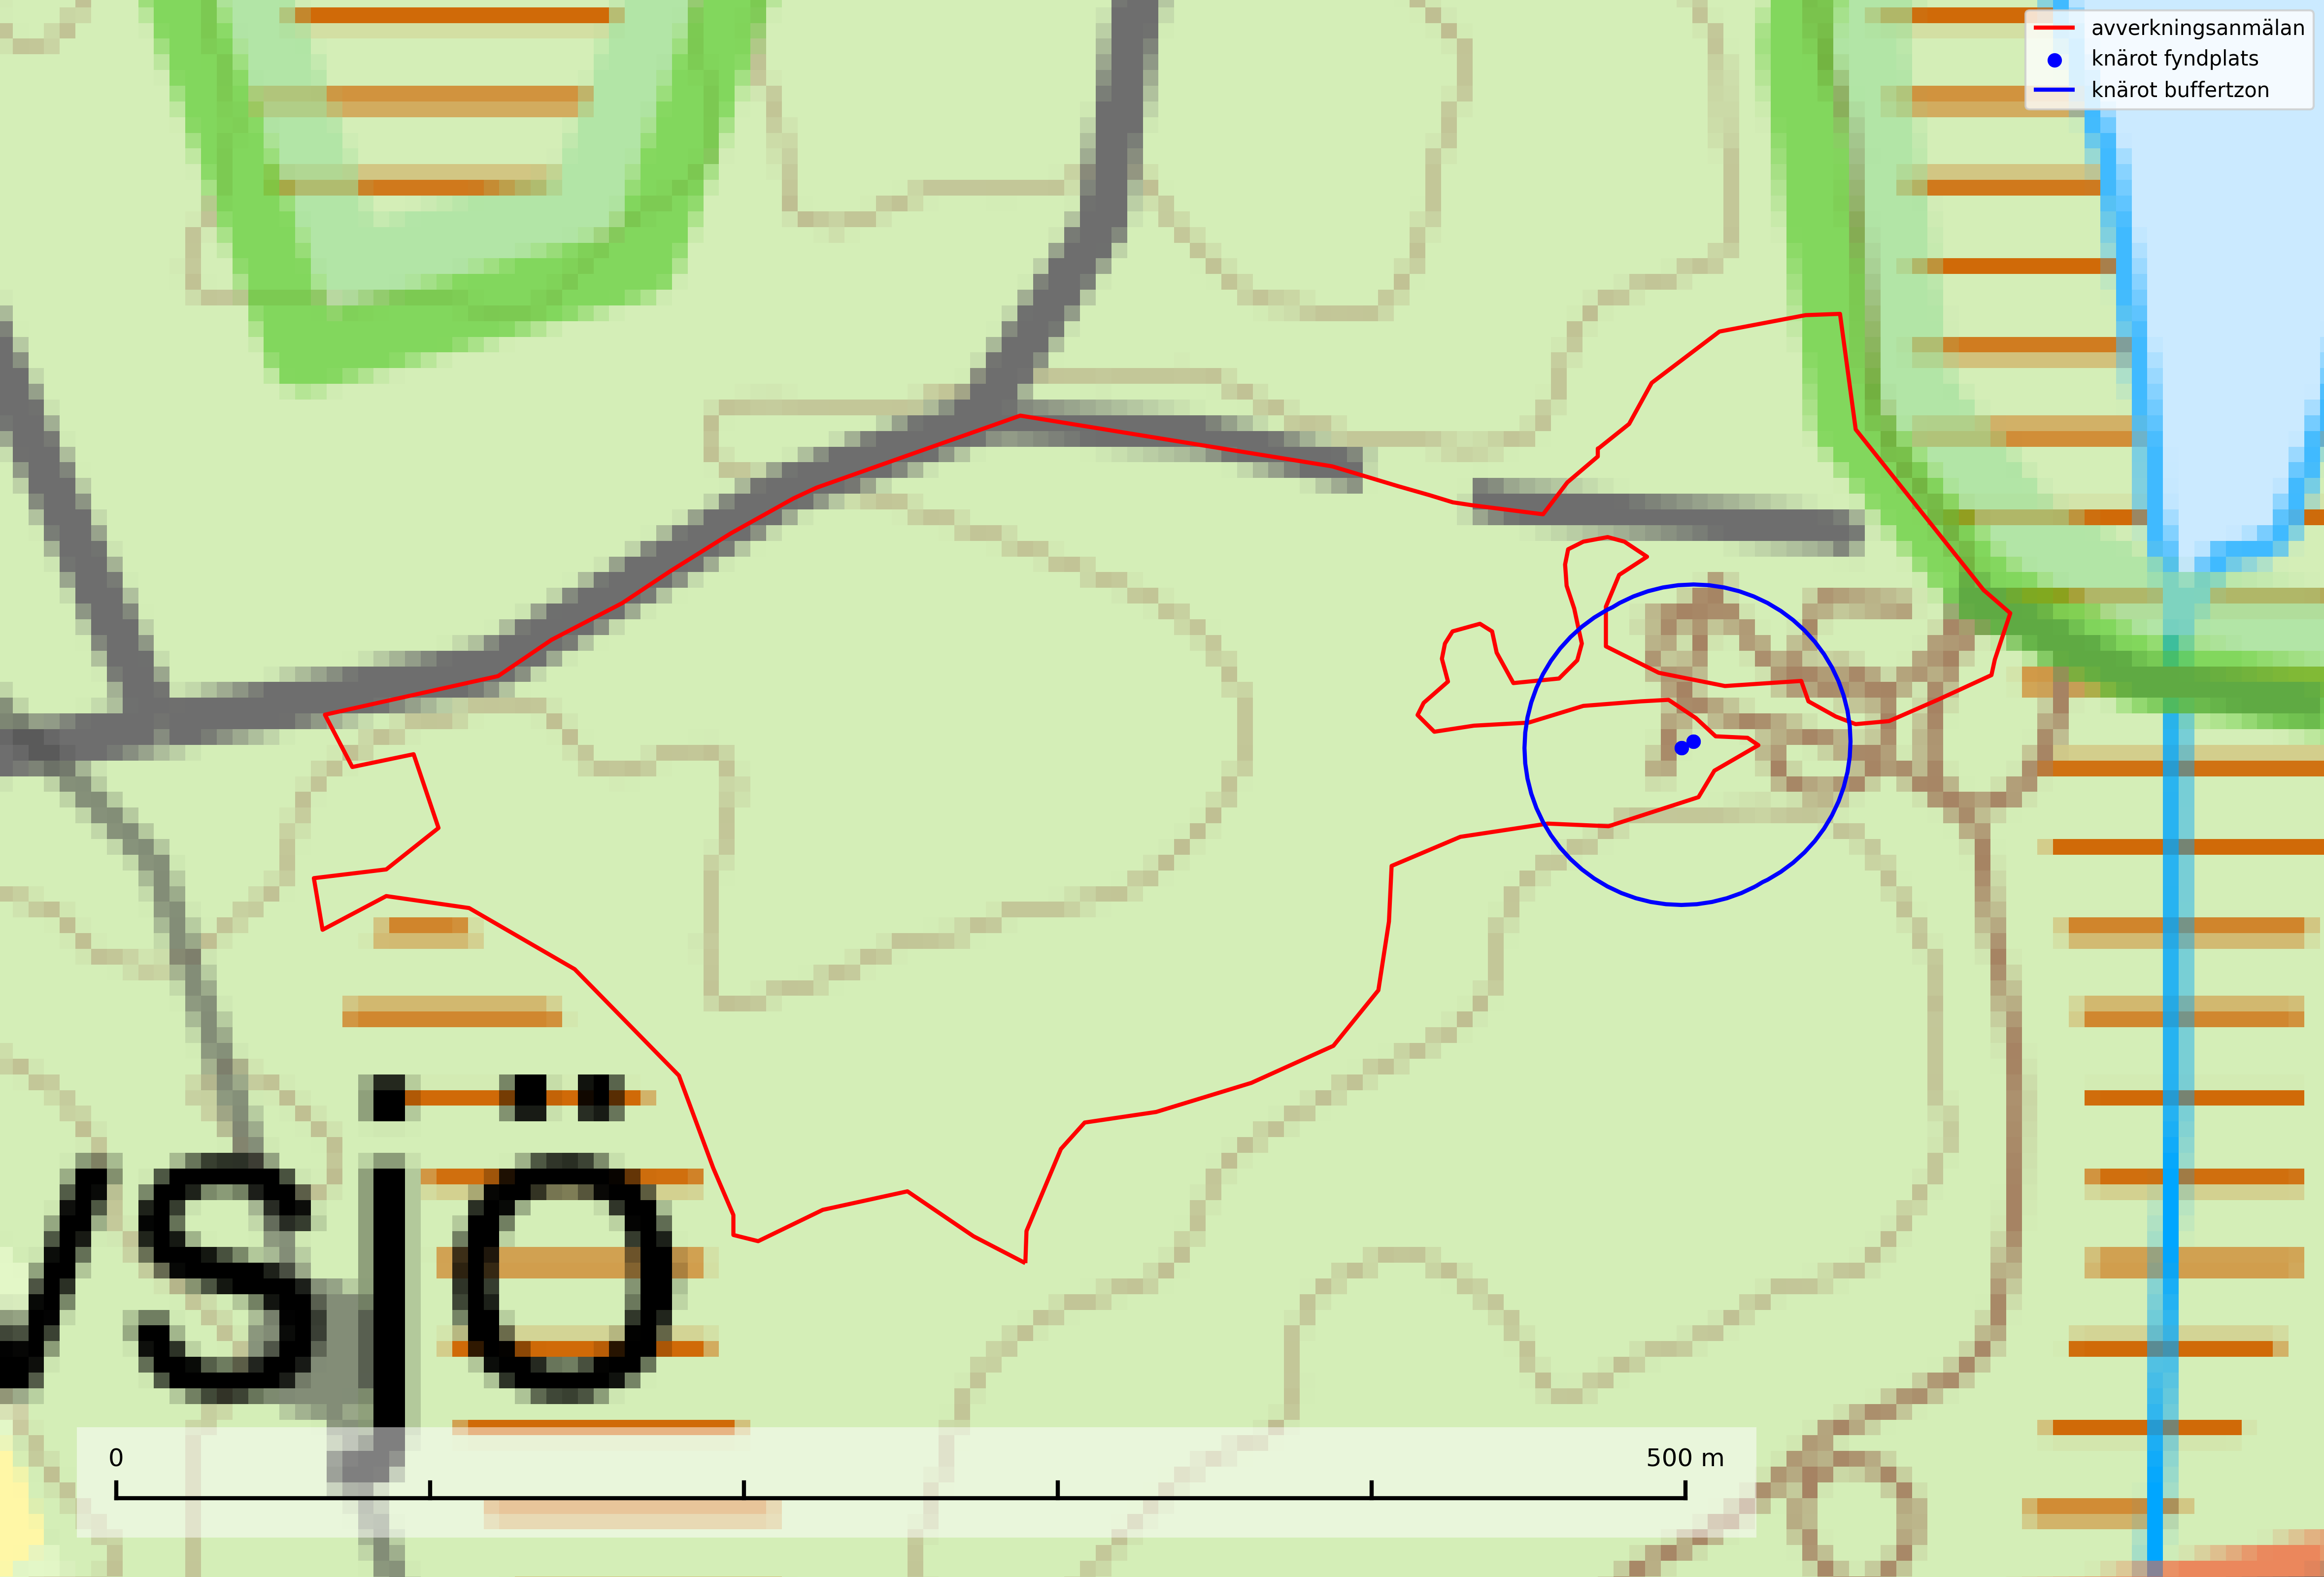 avverkningsanmälan
knärot fyndplats
knärot buffertzon
sjö
0 500 m